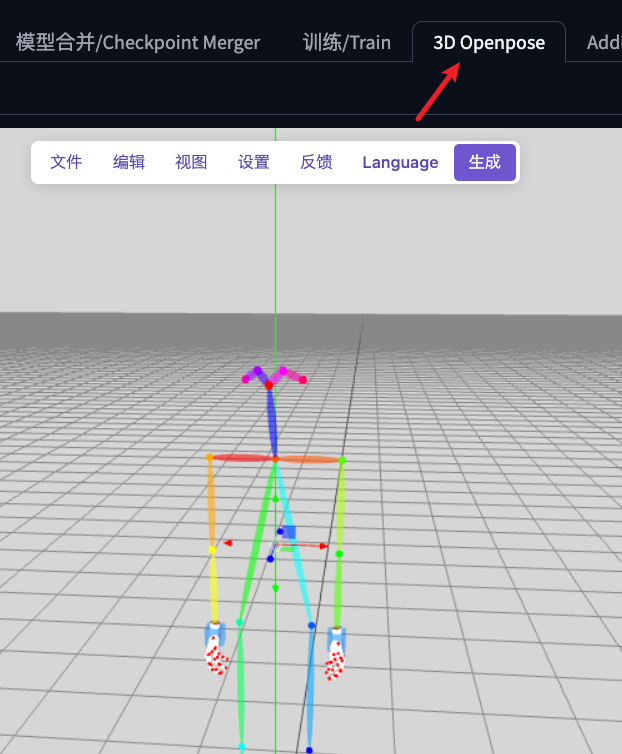 模型合并/Checkpoint Merger 训练/Train 3D Openpose Addi
文件 编辑 视图 设置 反馈 Language 生成